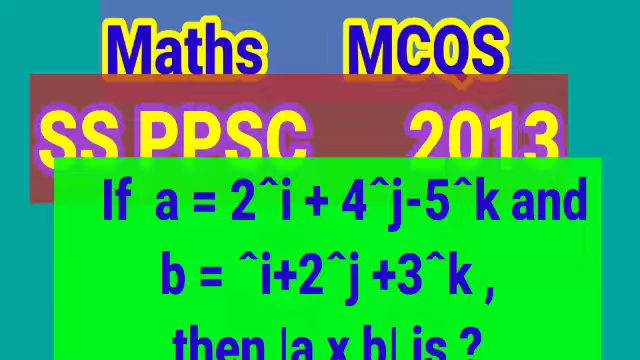 Maths MCQS
SS PPSC 2013
If a = 2^i + 4^j-5^k and
b = ^i+2^j +3^k ,
then |a x b| is ?